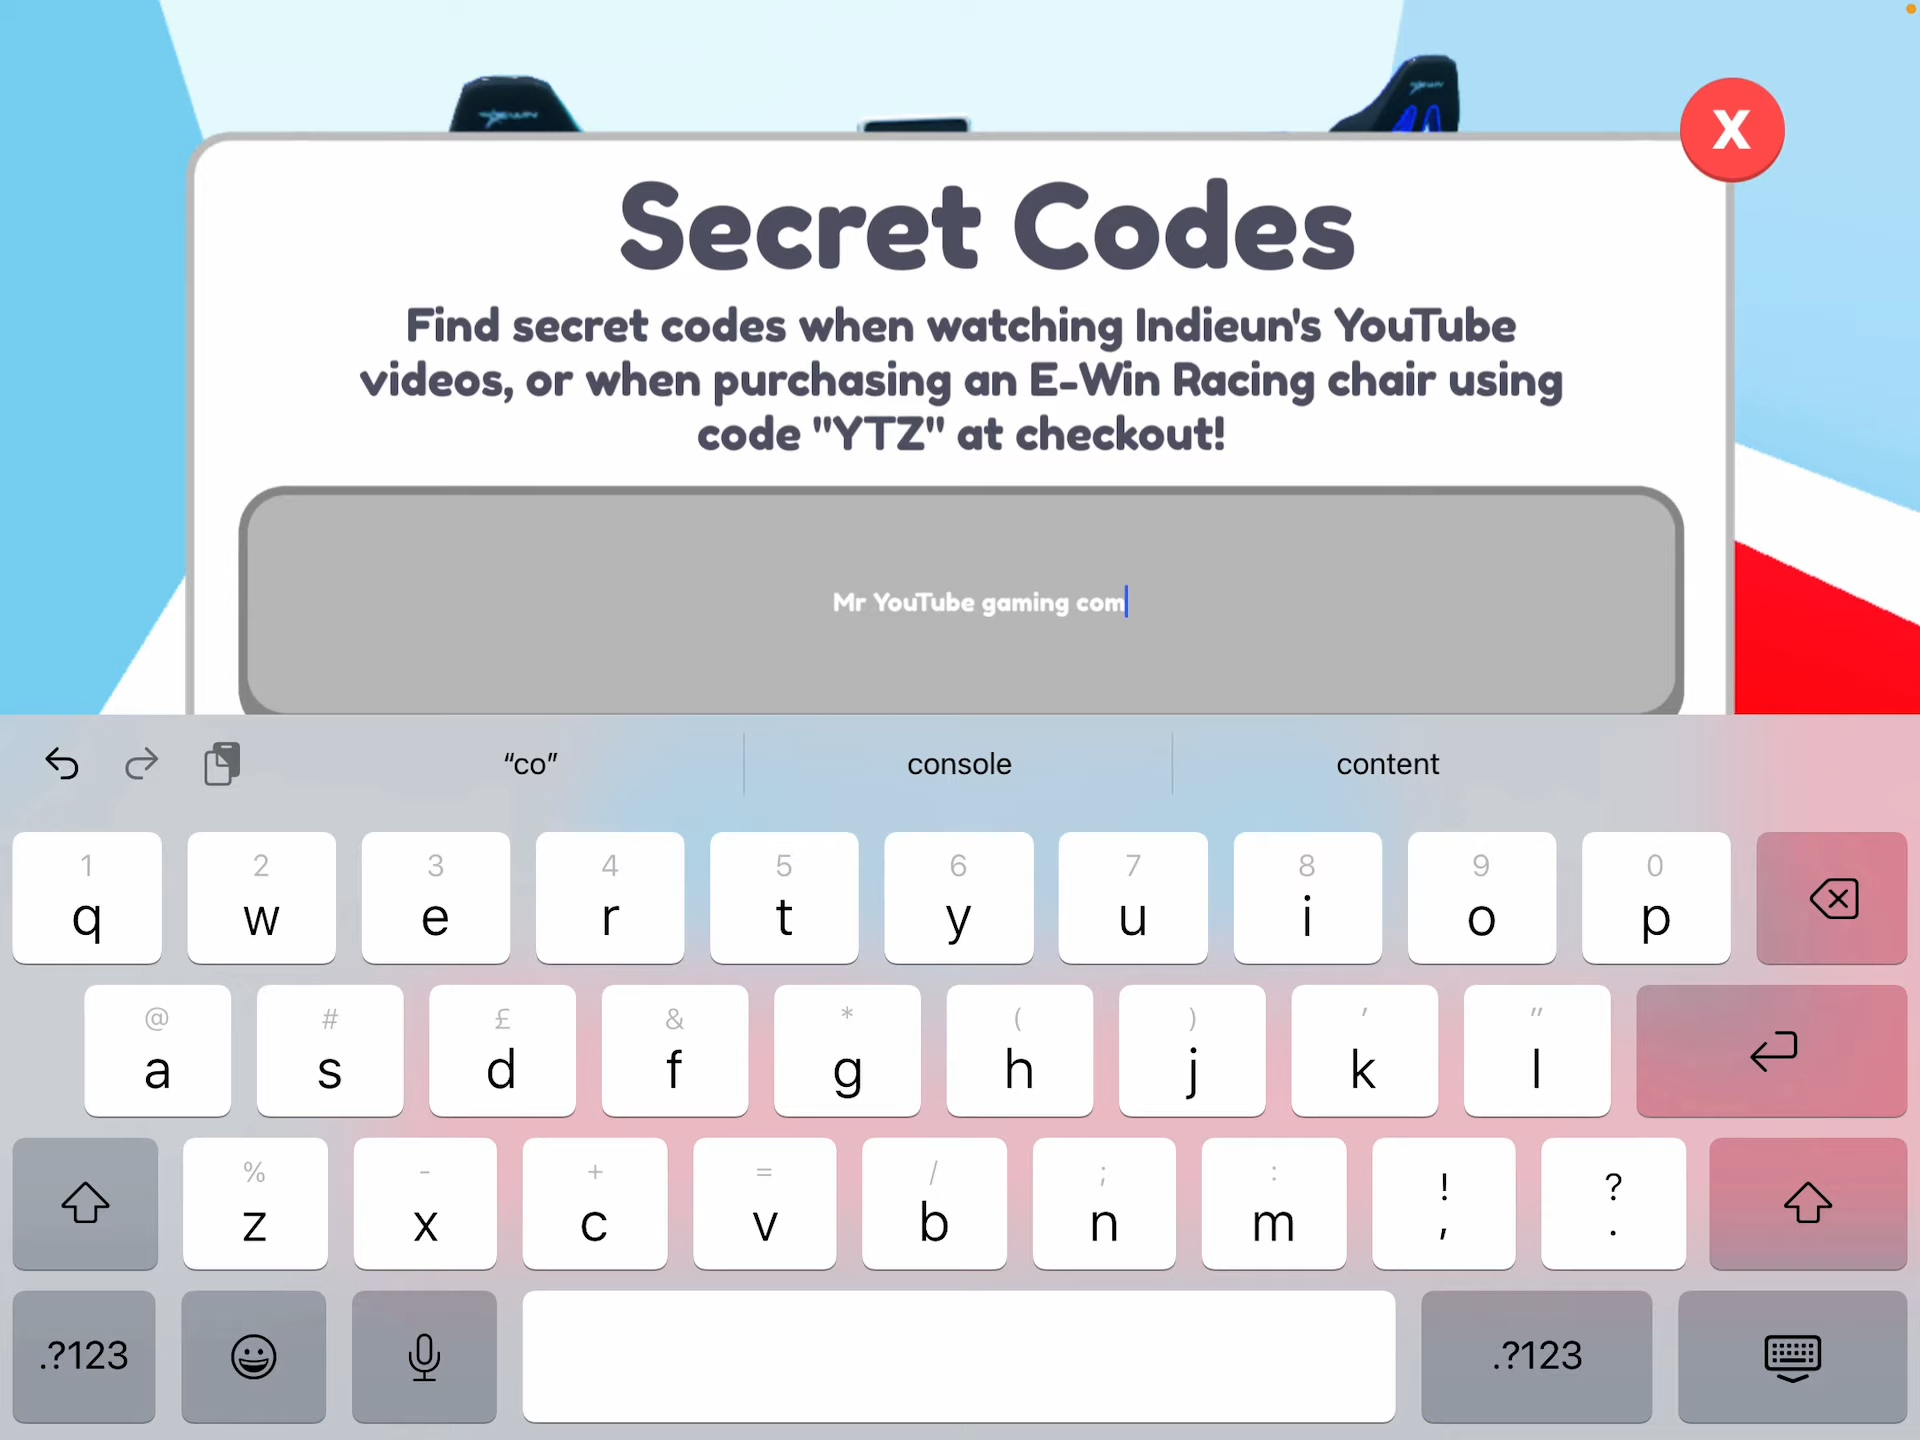 EWIN
EWIN
X
Secret Codes
Find secret codes when watching Indieun's YouTube
videos, or when purchasing an E-Win Racing chair using
code "YTZ" at checkout!
Mr YouTube gaming com
“co” console content
1 2 3 4 5 6 7 8 9 0
q w e r t y u i o p
@ # £ & * ( ) ' "
a s d f g h j k l
% - + = / ; : ! ?
z x c v b n m , .
.?123 .?123